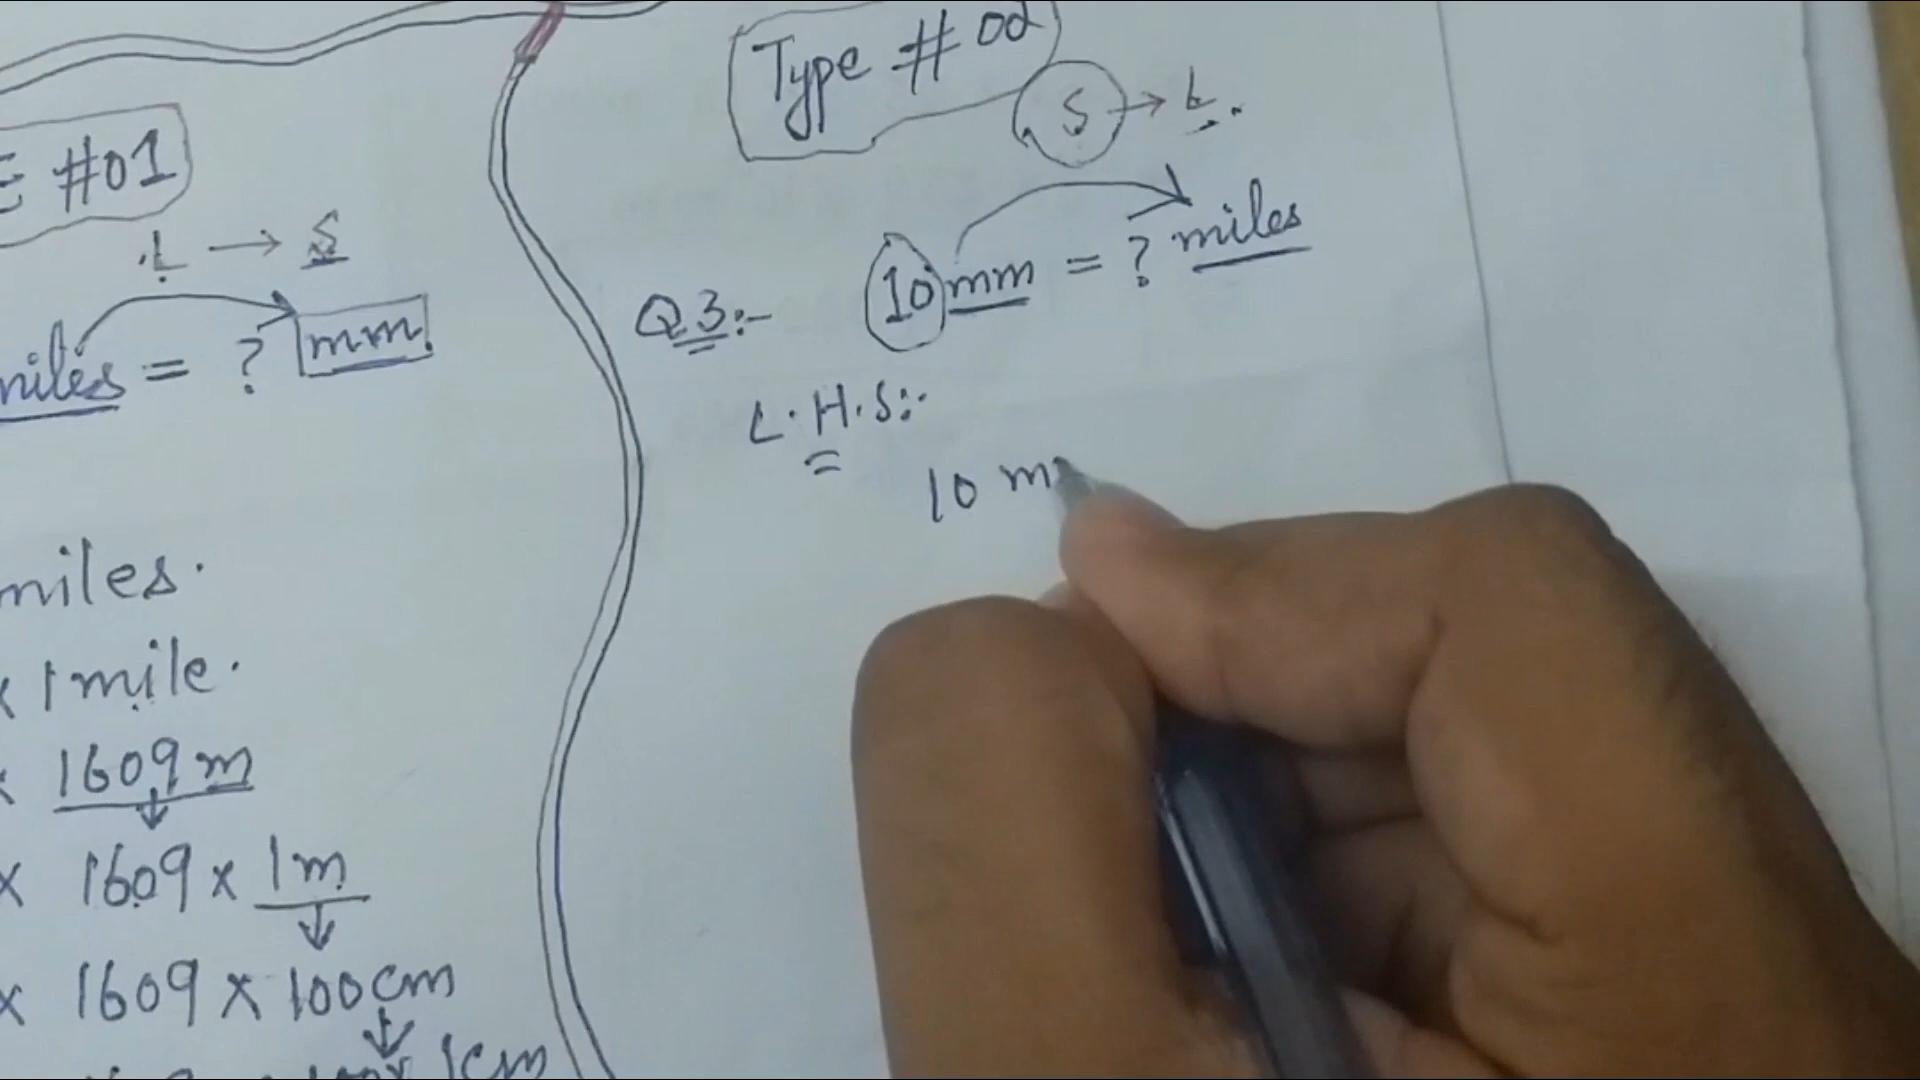 #01
L → S
miles = ? mm
miles.
x 1 mile.
x 1609 m
x 1609 x 1m
x 1609 x 100cm
1cm
Type #02
S → L.
Q3:- 10 mm = ? miles
L.H.S:-
10 m